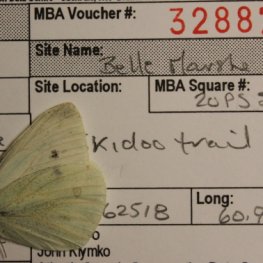 MBA Voucher #: 3288
Site Name:
Belle Marshe
Site Location: MBA Square #:
20PS
Kidoo trail
Long:
62518 60.9
John Klymko